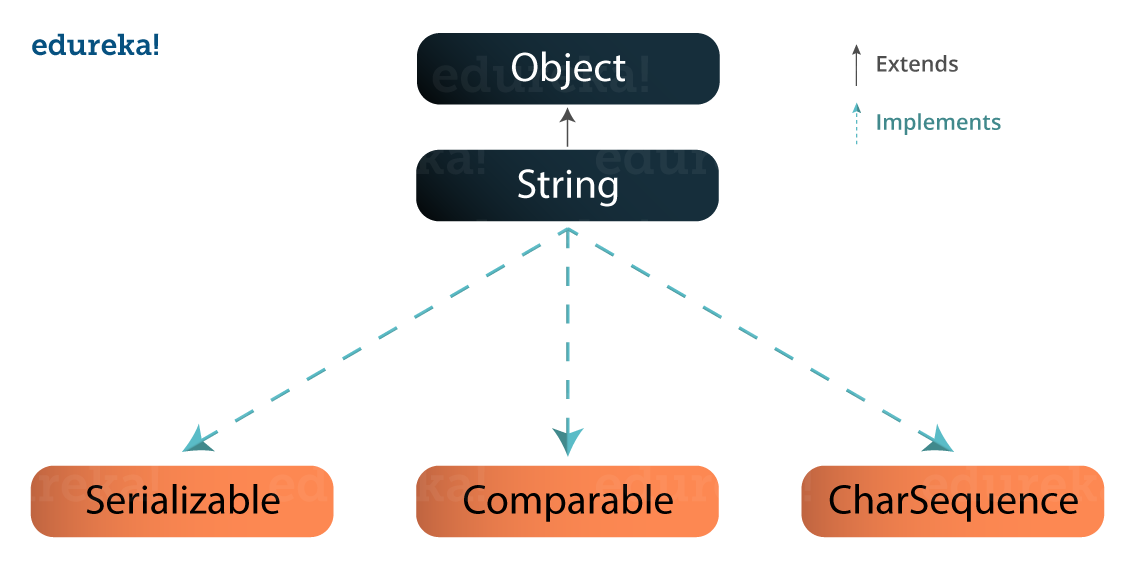 edureka!
Object
Extends
Implements
String
Serializable
Comparable
CharSequence